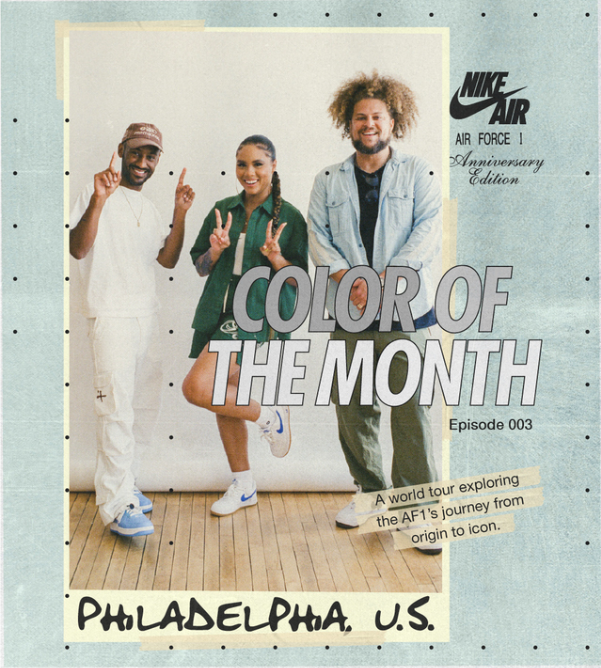 NIKE
AIR
AIR FORCE 1
Anniversary
Edition
COLOR OF
THE MONTH
Episode 003
A world tour exploring
the AF1's journey from
origin to icon.
PHiLADELPHiA, U.S.